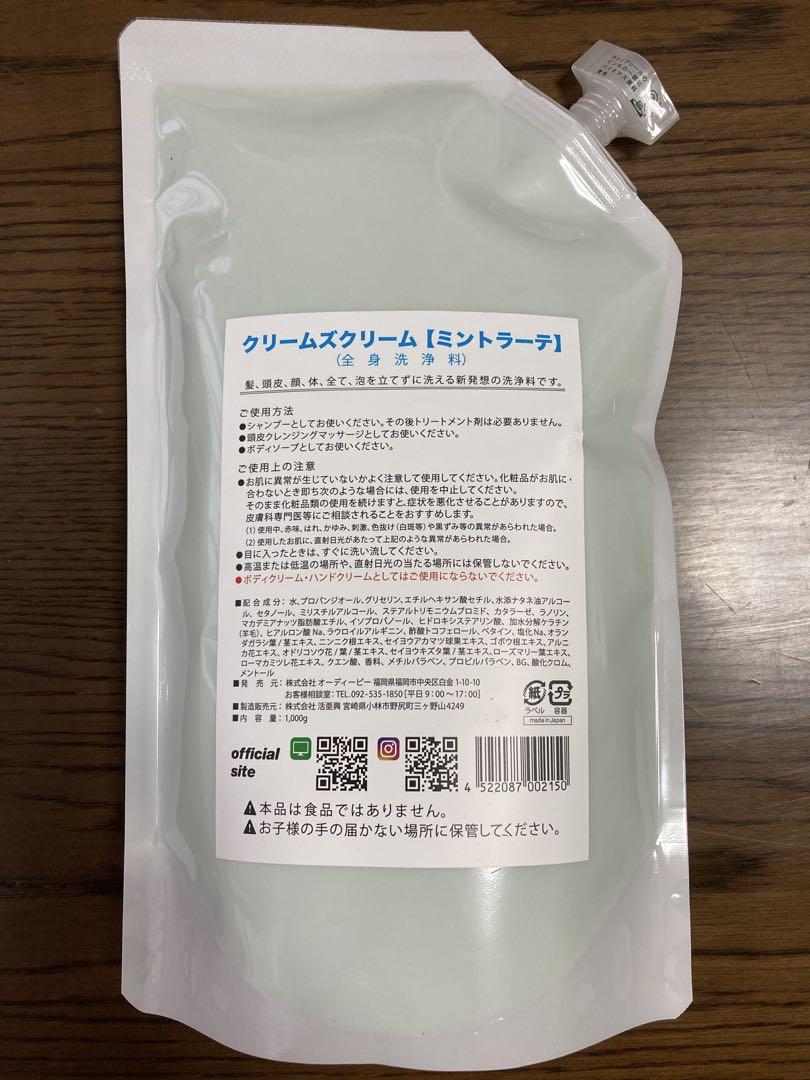 クリームズクリーム【ミントラーテ】
（全身洗浄料）
髪、頭皮、顔、体、全て、泡を立てずに洗える新発想の洗浄料です。
ご使用方法
●シャンプーとしてお使いください。その後トリートメント剤は必要ありません。
●頭皮クレンジングマッサージとしてお使いください。
●ボディソープとしてお使いください。
ご使用上の注意
●お肌に異常が生じていないかよく注意して使用してください。化粧品がお肌に・
合わないとき即ち次のような場合には、使用を中止してください。
そのまま化粧品類の使用を続けますと、症状を悪化させることがありますので、
皮膚科専門医等にご相談されることをおすすめします。
(1) 使用中、赤味、はれ、かゆみ、刺激、色抜け（白斑等）や黒ずみ等の異常があらわれた場合。
(2) 使用したお肌に、直射日光があたって上記のような異常があらわれた場合。
●目に入ったときは、すぐに洗い流してください。
●高温または低温の場所や、直射日光の当たる場所には保管しないでください。
●ボディクリーム・ハンドクリームとしてはご使用にならないでください。
■配合成分：水、プロパンジオール、グリセリン、エチルヘキサン酸セチル、水添ナタネ油アルコー
ル、セタノール、ミリスチルアルコール、ステアルトリモニウムブロミド、カタラーゼ、ラノリン、
マカデミアナッツ脂肪酸エチル、イソプロパノール、ヒドロキシステアリン酸、加水分解ケラチン
（羊毛）、ヒアルロン酸Na、ラウロイルアルギニン、酢酸トコフェロール、ベタイン、塩化Na、オラン
ダガラシ葉/茎エキス、ニンニク根エキス、セイヨウアカマツ球果エキス、ゴボウ根エキス、アルニ
カ花エキス、オドリコソウ花/葉/茎エキス、セイヨウキズタ葉/茎エキス、ローズマリー葉エキス、
ローマカミツレ花エキス、クエン酸、香料、メチルパラベン、プロピルパラベン、BG、酸化クロム、
メントール
■発売元：株式会社 オーディーピー 福岡県福岡市中央区白金 1-10-10
お客様相談室：TEL.092-535-1850 [平日 9：00～17：00]
■製造販売元：株式会社 活亜興 宮崎県小林市野尻町三ヶ野山4249
■内容量：1,000g
紙
ラベル
プラ
容器
made in Japan
official
site
4 522087 002150
本品は食品ではありません。
お子様の手の届かない場所に保管してください。